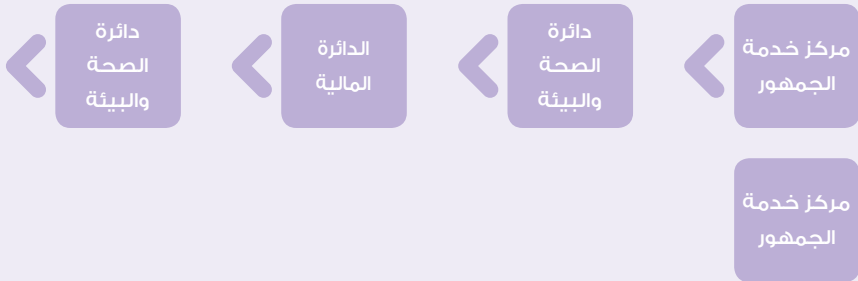 مركز خدمة
الجمهور
دائرة
الصحة
والبيئة
الدائرة
المالية
دائرة
الصحة
والبيئة
مركز خدمة
الجمهور